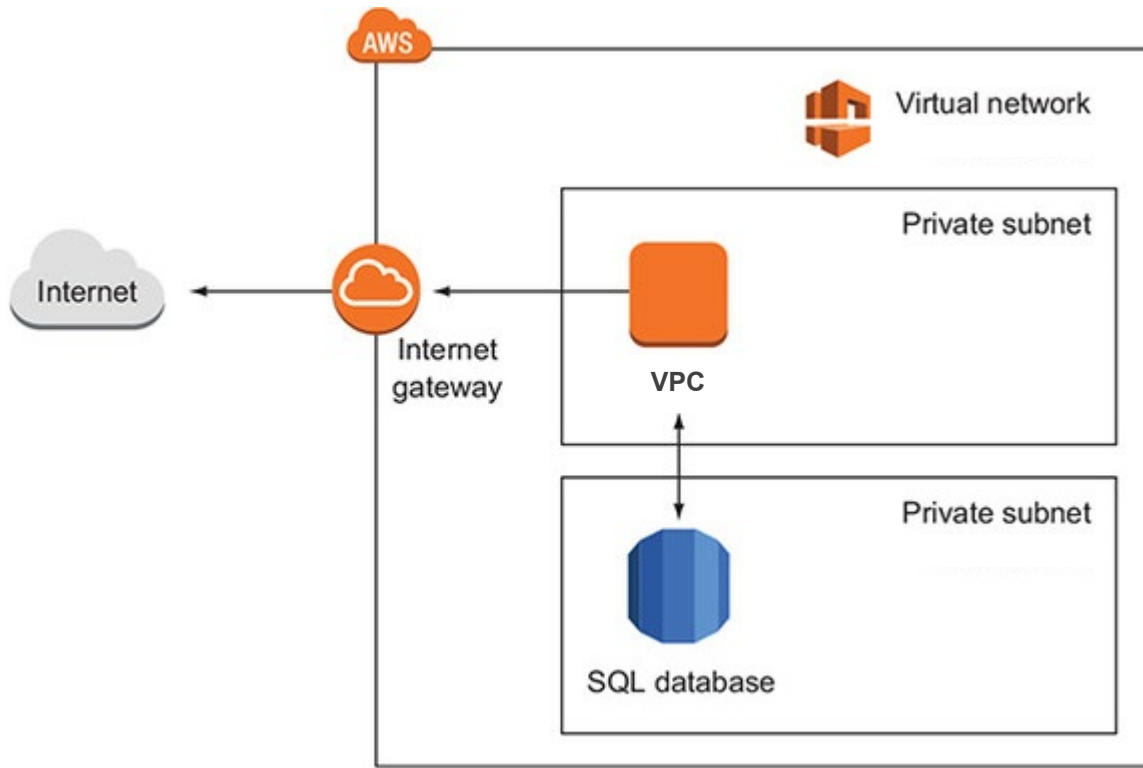 AWS
Virtual network
Private subnet
Internet
Internet
gateway
VPC
Private subnet
SQL database